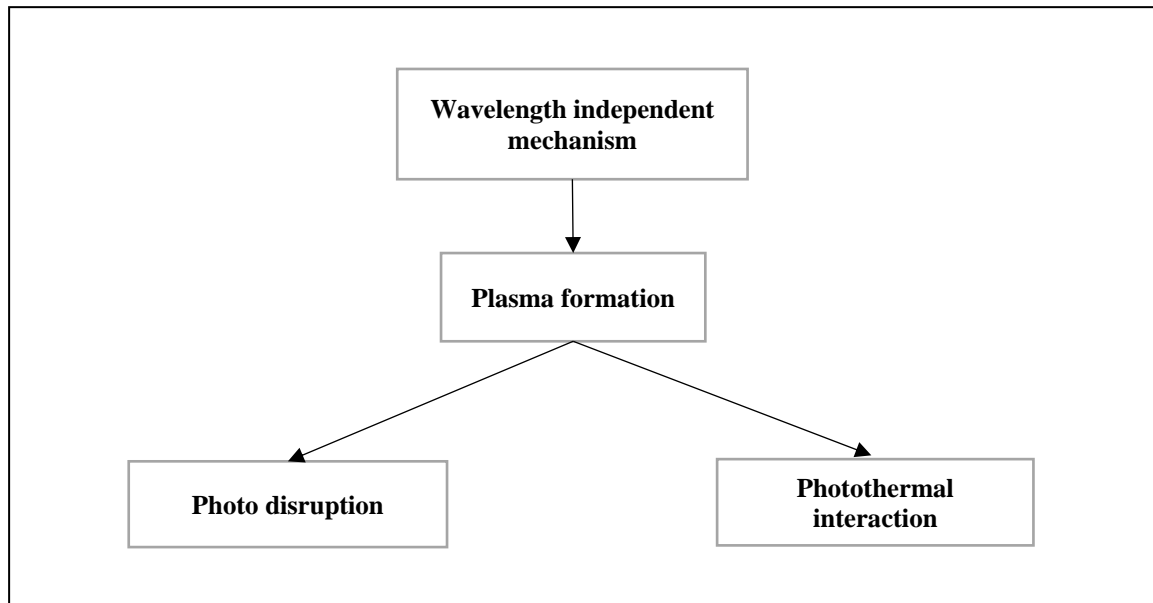 Wavelength independent
mechanism
Plasma formation
Photo disruption
Photothermal
interaction